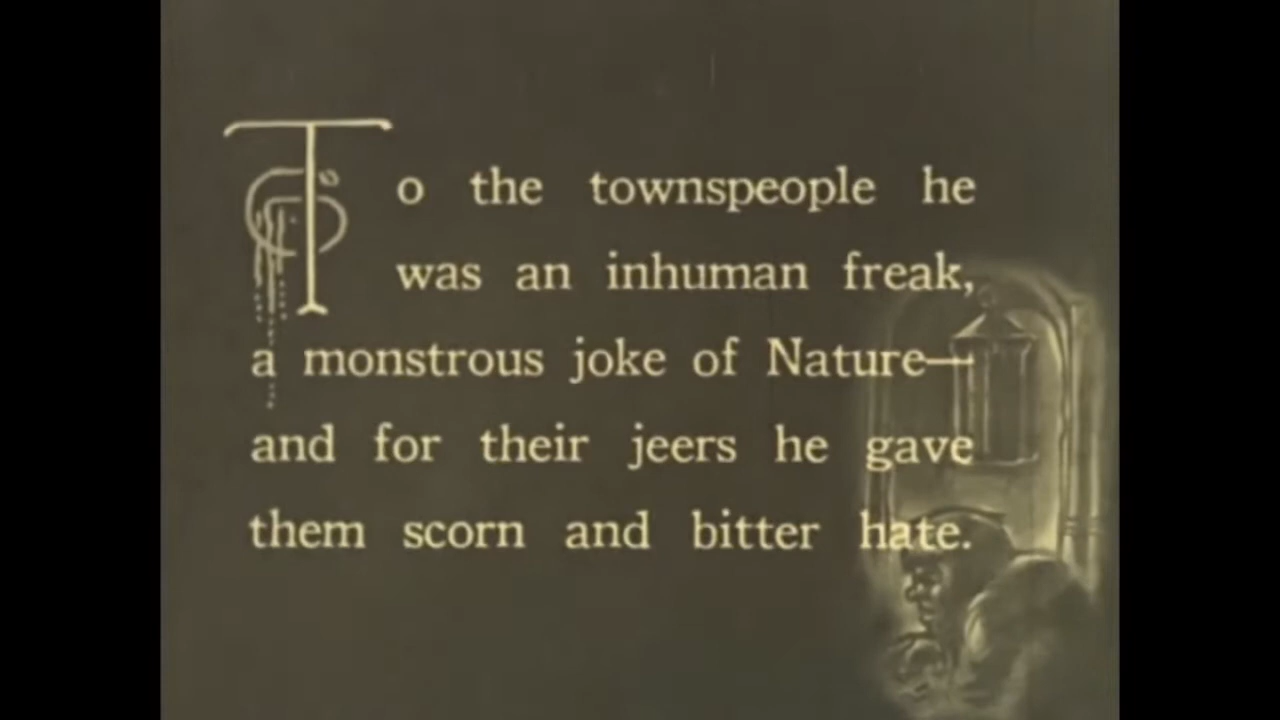 To the townspeople he
was an inhuman freak,
a monstrous joke of Nature—
and for their jeers he gave
them scorn and bitter hate.